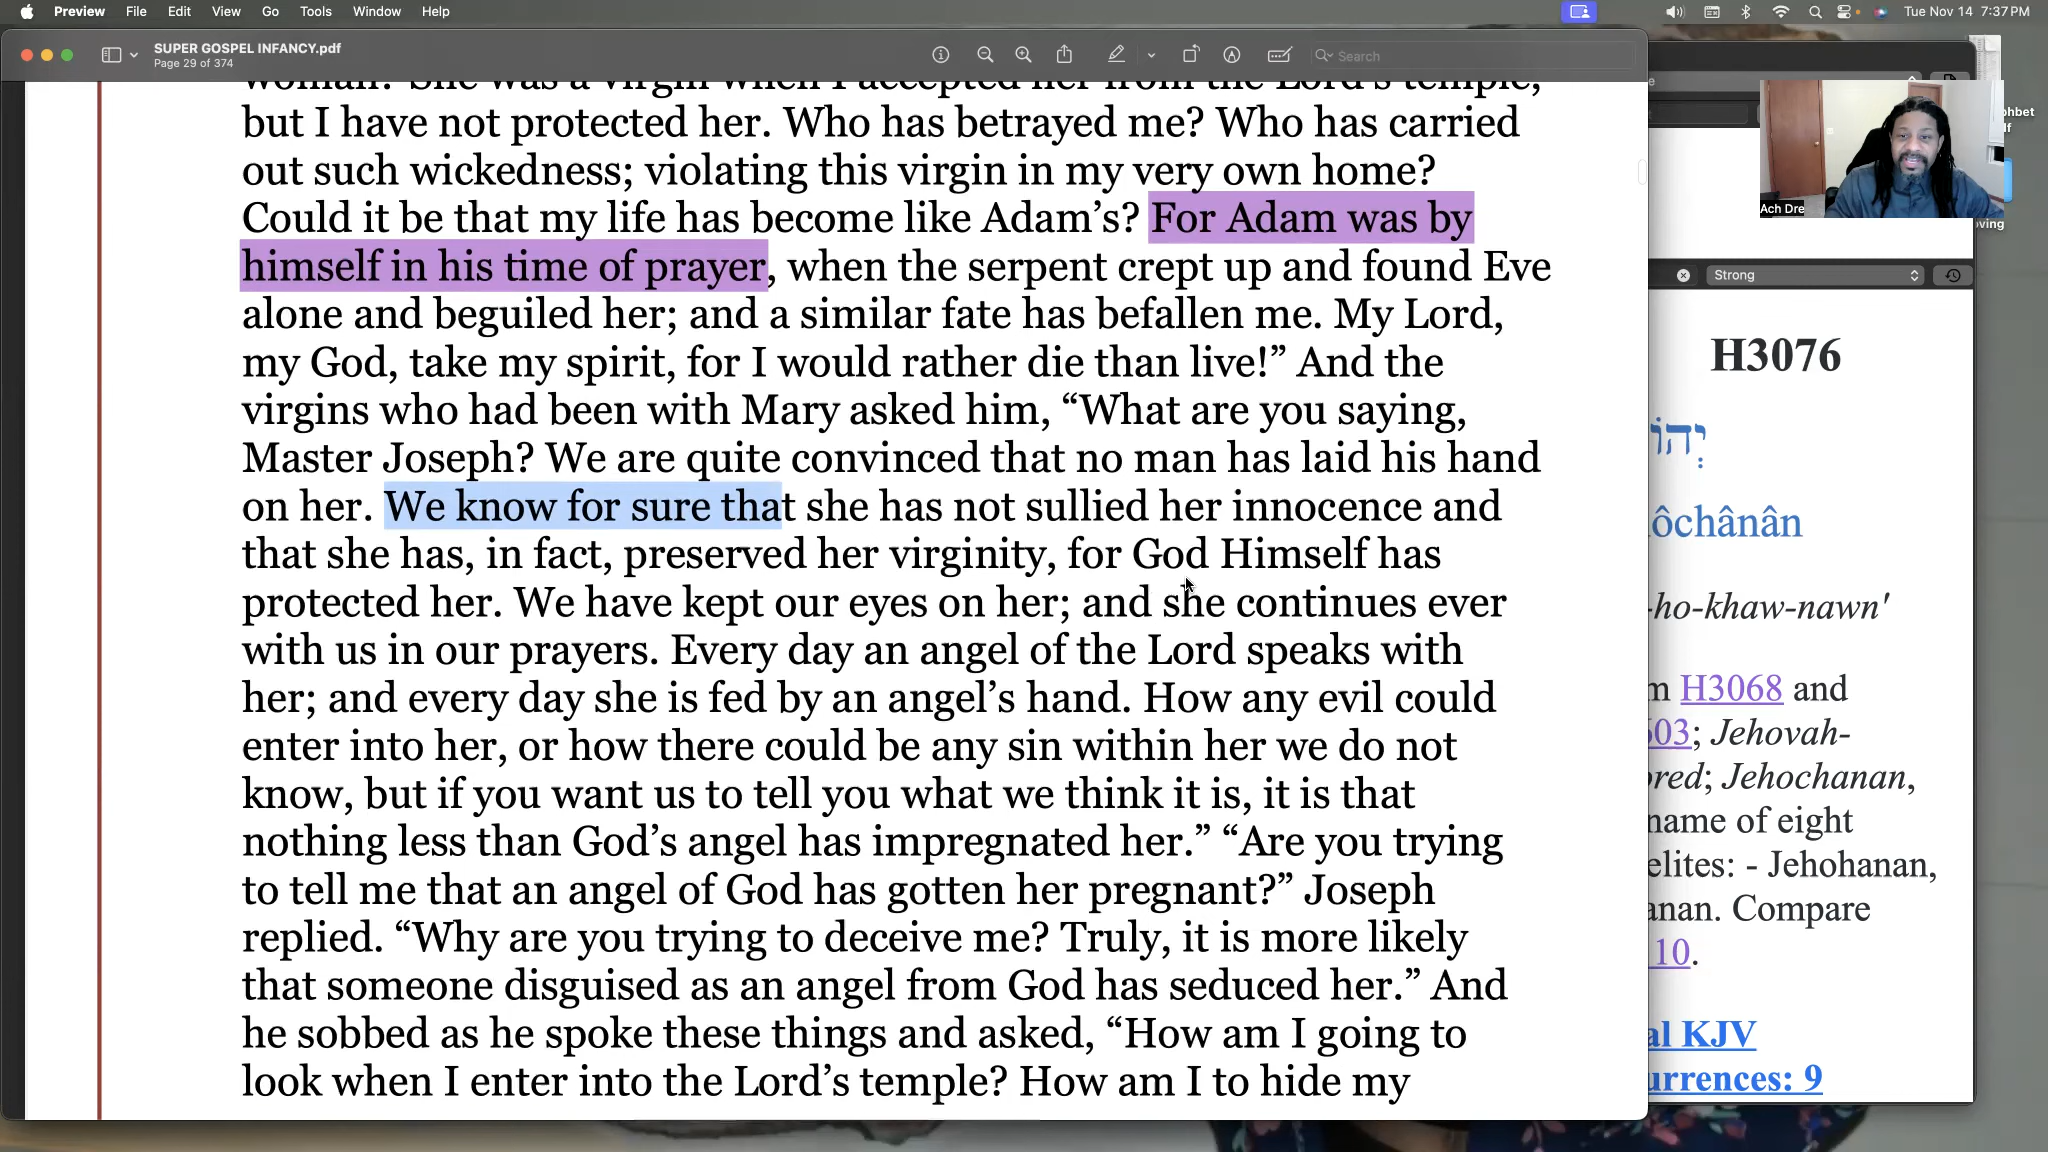 Preview File Edit View Go Tools Window Help
Tue Nov 14 7:37 PM
SUPER GOSPEL INFANCY.pdf
Page 29 of 374
Search
woman? She was a virgin when I accepted her from the Lord's temple,
but I have not protected her. Who has betrayed me? Who has carried
out such wickedness; violating this virgin in my very own home?
Could it be that my life has become like Adam's? For Adam was by
himself in his time of prayer, when the serpent crept up and found Eve
alone and beguiled her; and a similar fate has befallen me. My Lord,
my God, take my spirit, for I would rather die than live!” And the
virgins who had been with Mary asked him, “What are you saying,
Master Joseph? We are quite convinced that no man has laid his hand
on her. We know for sure that she has not sullied her innocence and
that she has, in fact, preserved her virginity, for God Himself has
protected her. We have kept our eyes on her; and she continues ever
with us in our prayers. Every day an angel of the Lord speaks with
her; and every day she is fed by an angel's hand. How any evil could
enter into her, or how there could be any sin within her we do not
know, but if you want us to tell you what we think it is, it is that
nothing less than God's angel has impregnated her.” “Are you trying
to tell me that an angel of God has gotten her pregnant?” Joseph
replied. “Why are you trying to deceive me? Truly, it is more likely
that someone disguised as an angel from God has seduced her.” And
he sobbed as he spoke these things and asked, “How am I going to
look when I enter into the Lord's temple? How am I to hide my
Ach Dre
Strong
H3076
יְהוֹ
ôchânân
-ho-khaw-nawn'
m H3068 and
603; Jehovah-
ored; Jehochanan,
name of eight
elites: - Jehohanan,
anan. Compare
10.
al KJV
urrences: 9